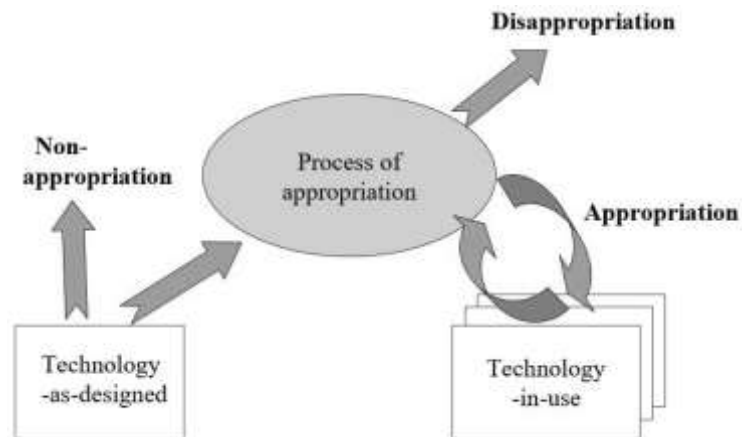 Disappropriation
Non-
appropriation
Process of
appropriation
Appropriation
Technology
-as-designed
Technology
-in-use